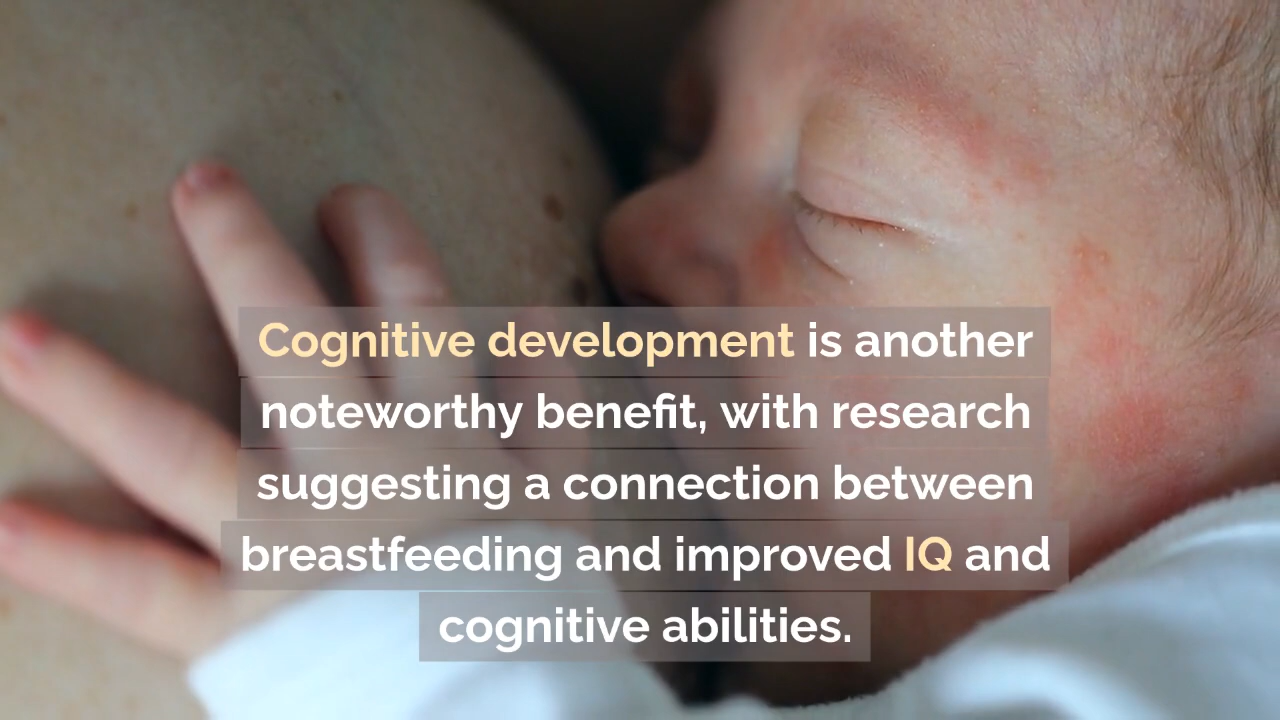 Cognitive development is another
noteworthy benefit, with research
suggesting a connection between
breastfeeding and improved IQ and
cognitive abilities.